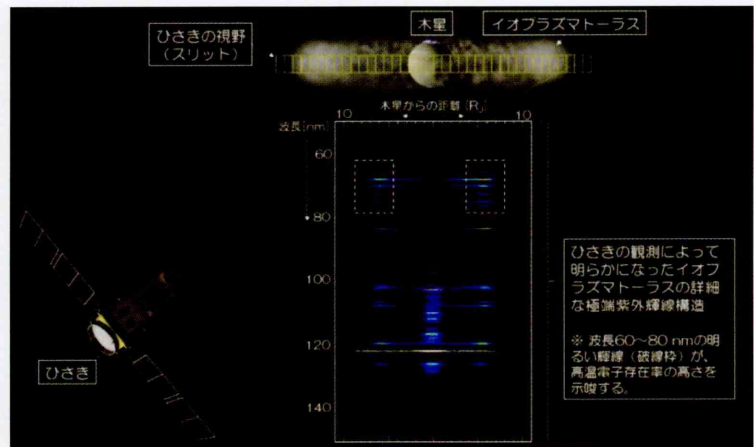 ひさきの視野
(スリット)
木星
イオプラズマトーラス
木星からの距離 [RJ]
10
10
波長[nm]
60
80
100
120
140
ひさき
ひさきの観測によって
明らかになったイオプ
ラズマトーラスの詳細
な極端紫外輝線構造
※ 波長60〜80 nmの明
るい輝線(破線枠)が、
高温電子存在率の高さを
示唆する。